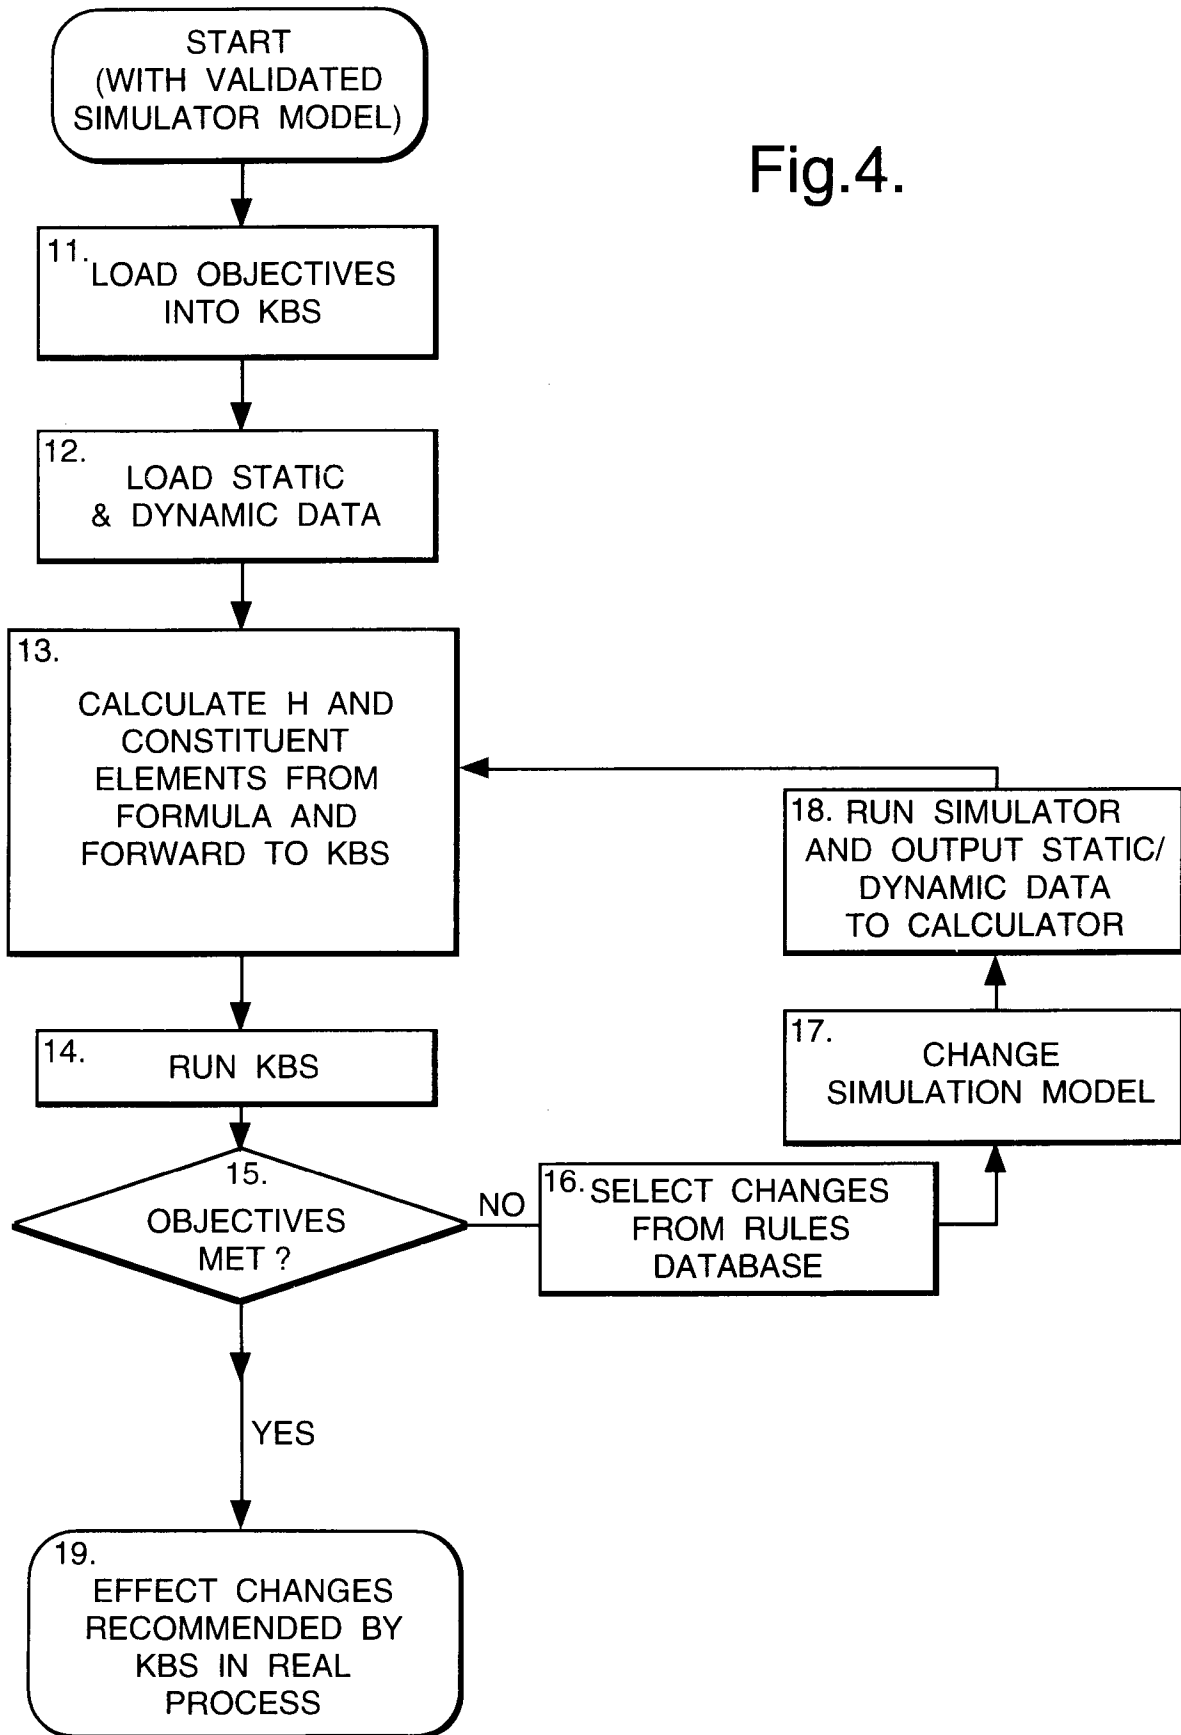 START
(WITH VALIDATED
SIMULATOR MODEL)
Fig.4.
11.
LOAD OBJECTIVES
INTO KBS
12.
LOAD STATIC
& DYNAMIC DATA
13.
CALCULATE H AND
CONSTITUENT
ELEMENTS FROM
FORMULA AND
FORWARD TO KBS
14.
RUN KBS
15.
OBJECTIVES
MET ?
NO
16. SELECT CHANGES
FROM RULES
DATABASE
17.
CHANGE
SIMULATION MODEL
18. RUN SIMULATOR
AND OUTPUT STATIC/
DYNAMIC DATA
TO CALCULATOR
YES
19.
EFFECT CHANGES
RECOMMENDED BY
KBS IN REAL
PROCESS